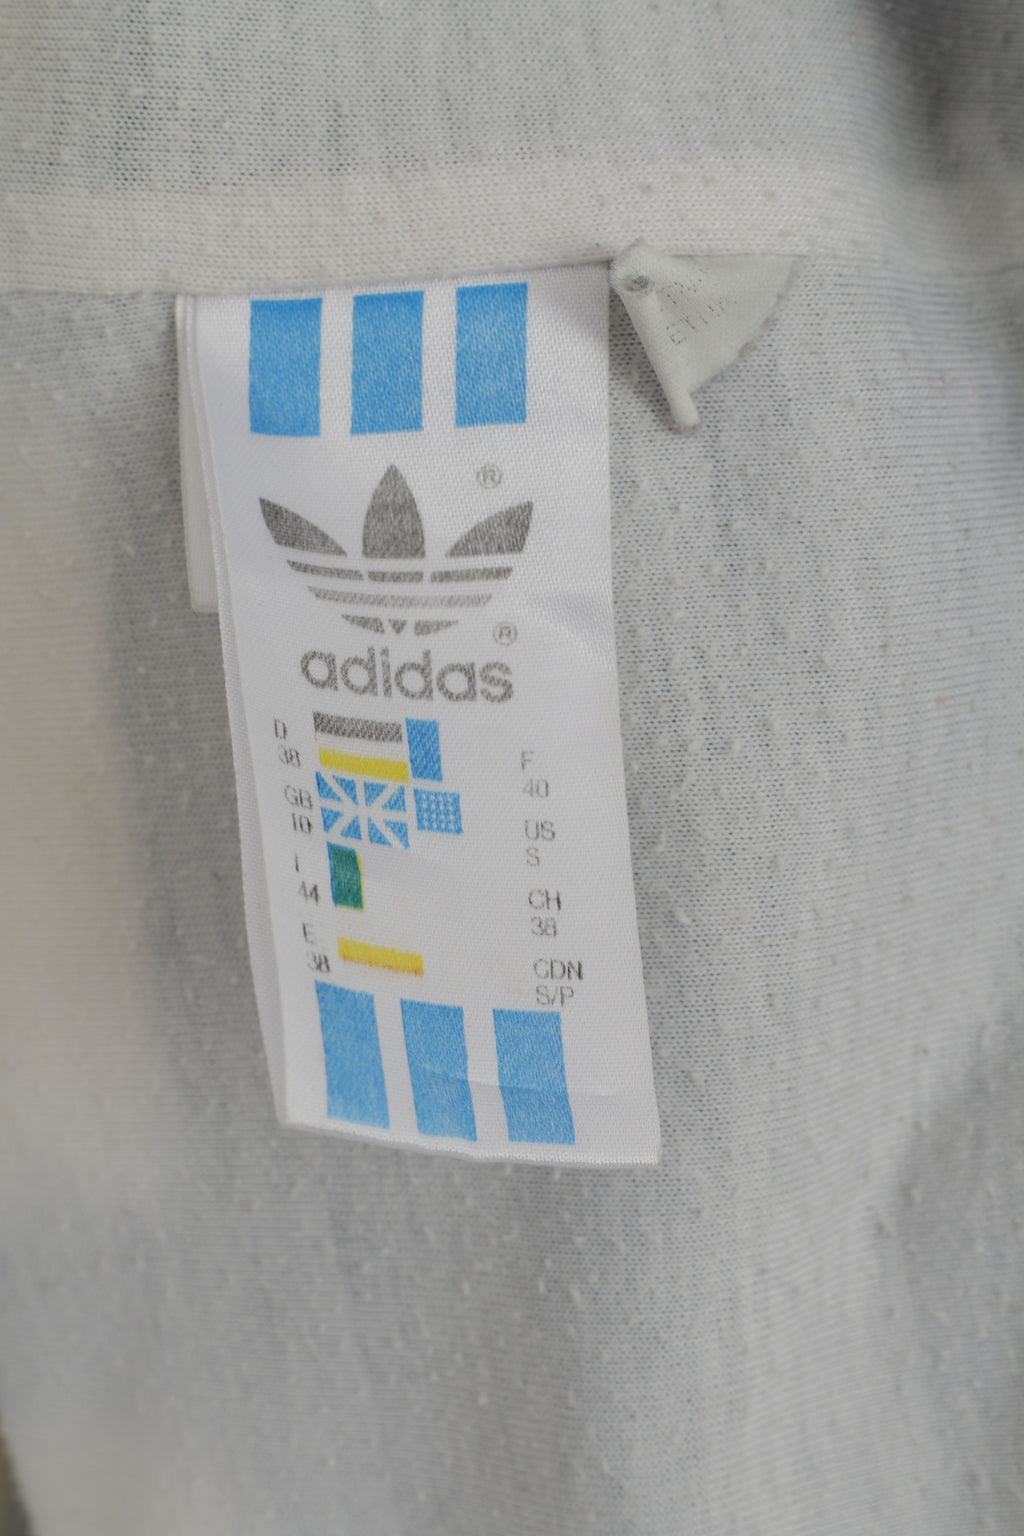 ®
®
adidas
D
38
GB
10
I
44
E
38
F
40
US
S
CH
38
CDN
S/P